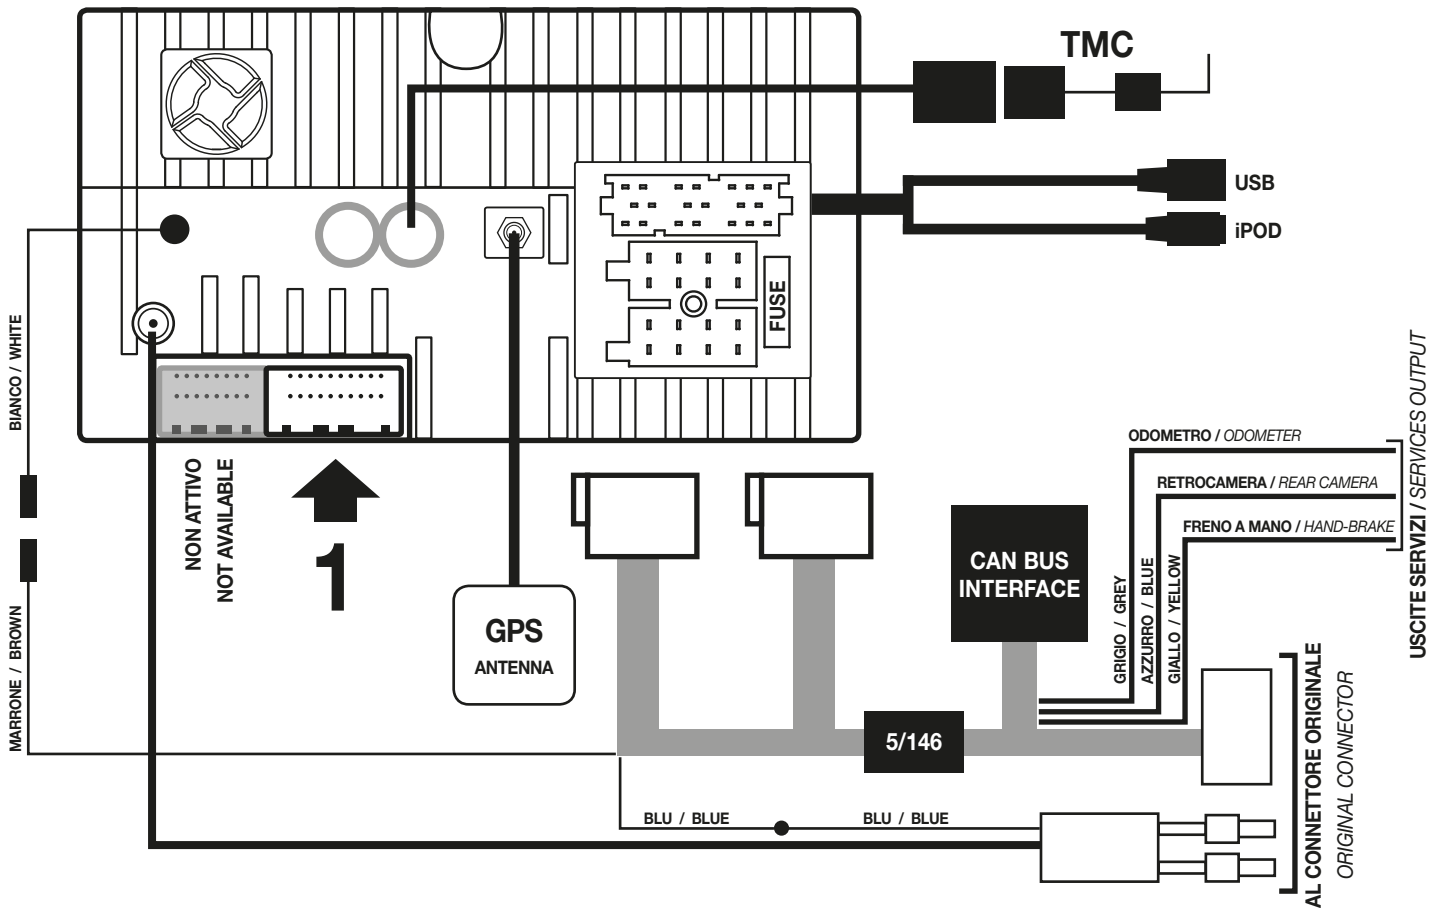 TMC
USB
iPOD
FUSE
BIANCO / WHITE
MARRONE / BROWN
NON ATTIVO
NOT AVAILABLE
1
GPS
ANTENNA
CAN BUS
INTERFACE
5/146
ODOMETRO / ODOMETER
RETROCAMERA / REAR CAMERA
FRENO A MANO / HAND-BRAKE
GRIGIO / GREY
AZZURRO / BLUE
GIALLO / YELLOW
USCITE SERVIZI / SERVICES OUTPUT
AL CONNETTORE ORIGINALE
ORIGINAL CONNECTOR
BLU / BLUE
BLU / BLUE